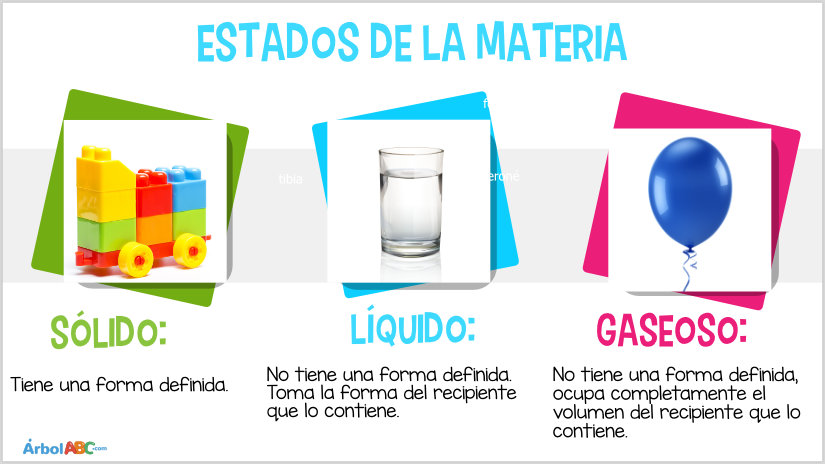 ESTADOS DE LA MATERIA
tibia
eroné
SÓLIDO:
Tiene una forma definida.
LÍQUIDO:
No tiene una forma definida.
Toma la forma del recipiente
que lo contiene.
GASEOSO:
No tiene una forma definida,
ocupa completamente el
volumen del recipiente que lo
contiene.
ÁrbolABC.com